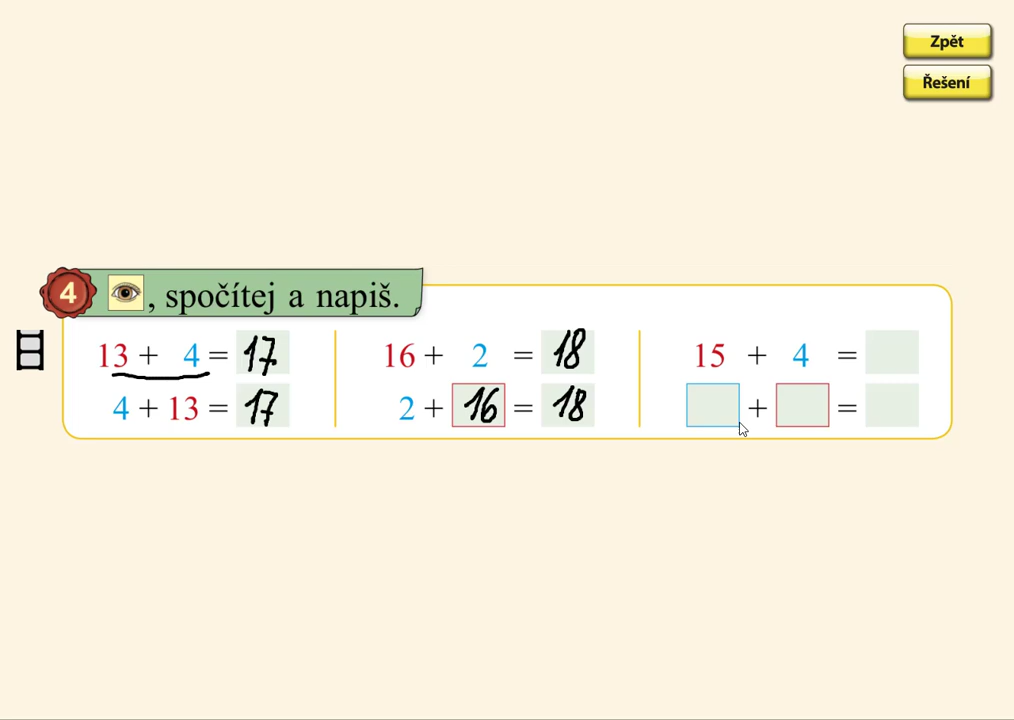 Zpět
Řešení
4 , spočítej a napiš.
13 + 4 = 17
4 + 13 = 17
16 + 2 = 18
2 + 16 = 18
15 + 4 =
+ =